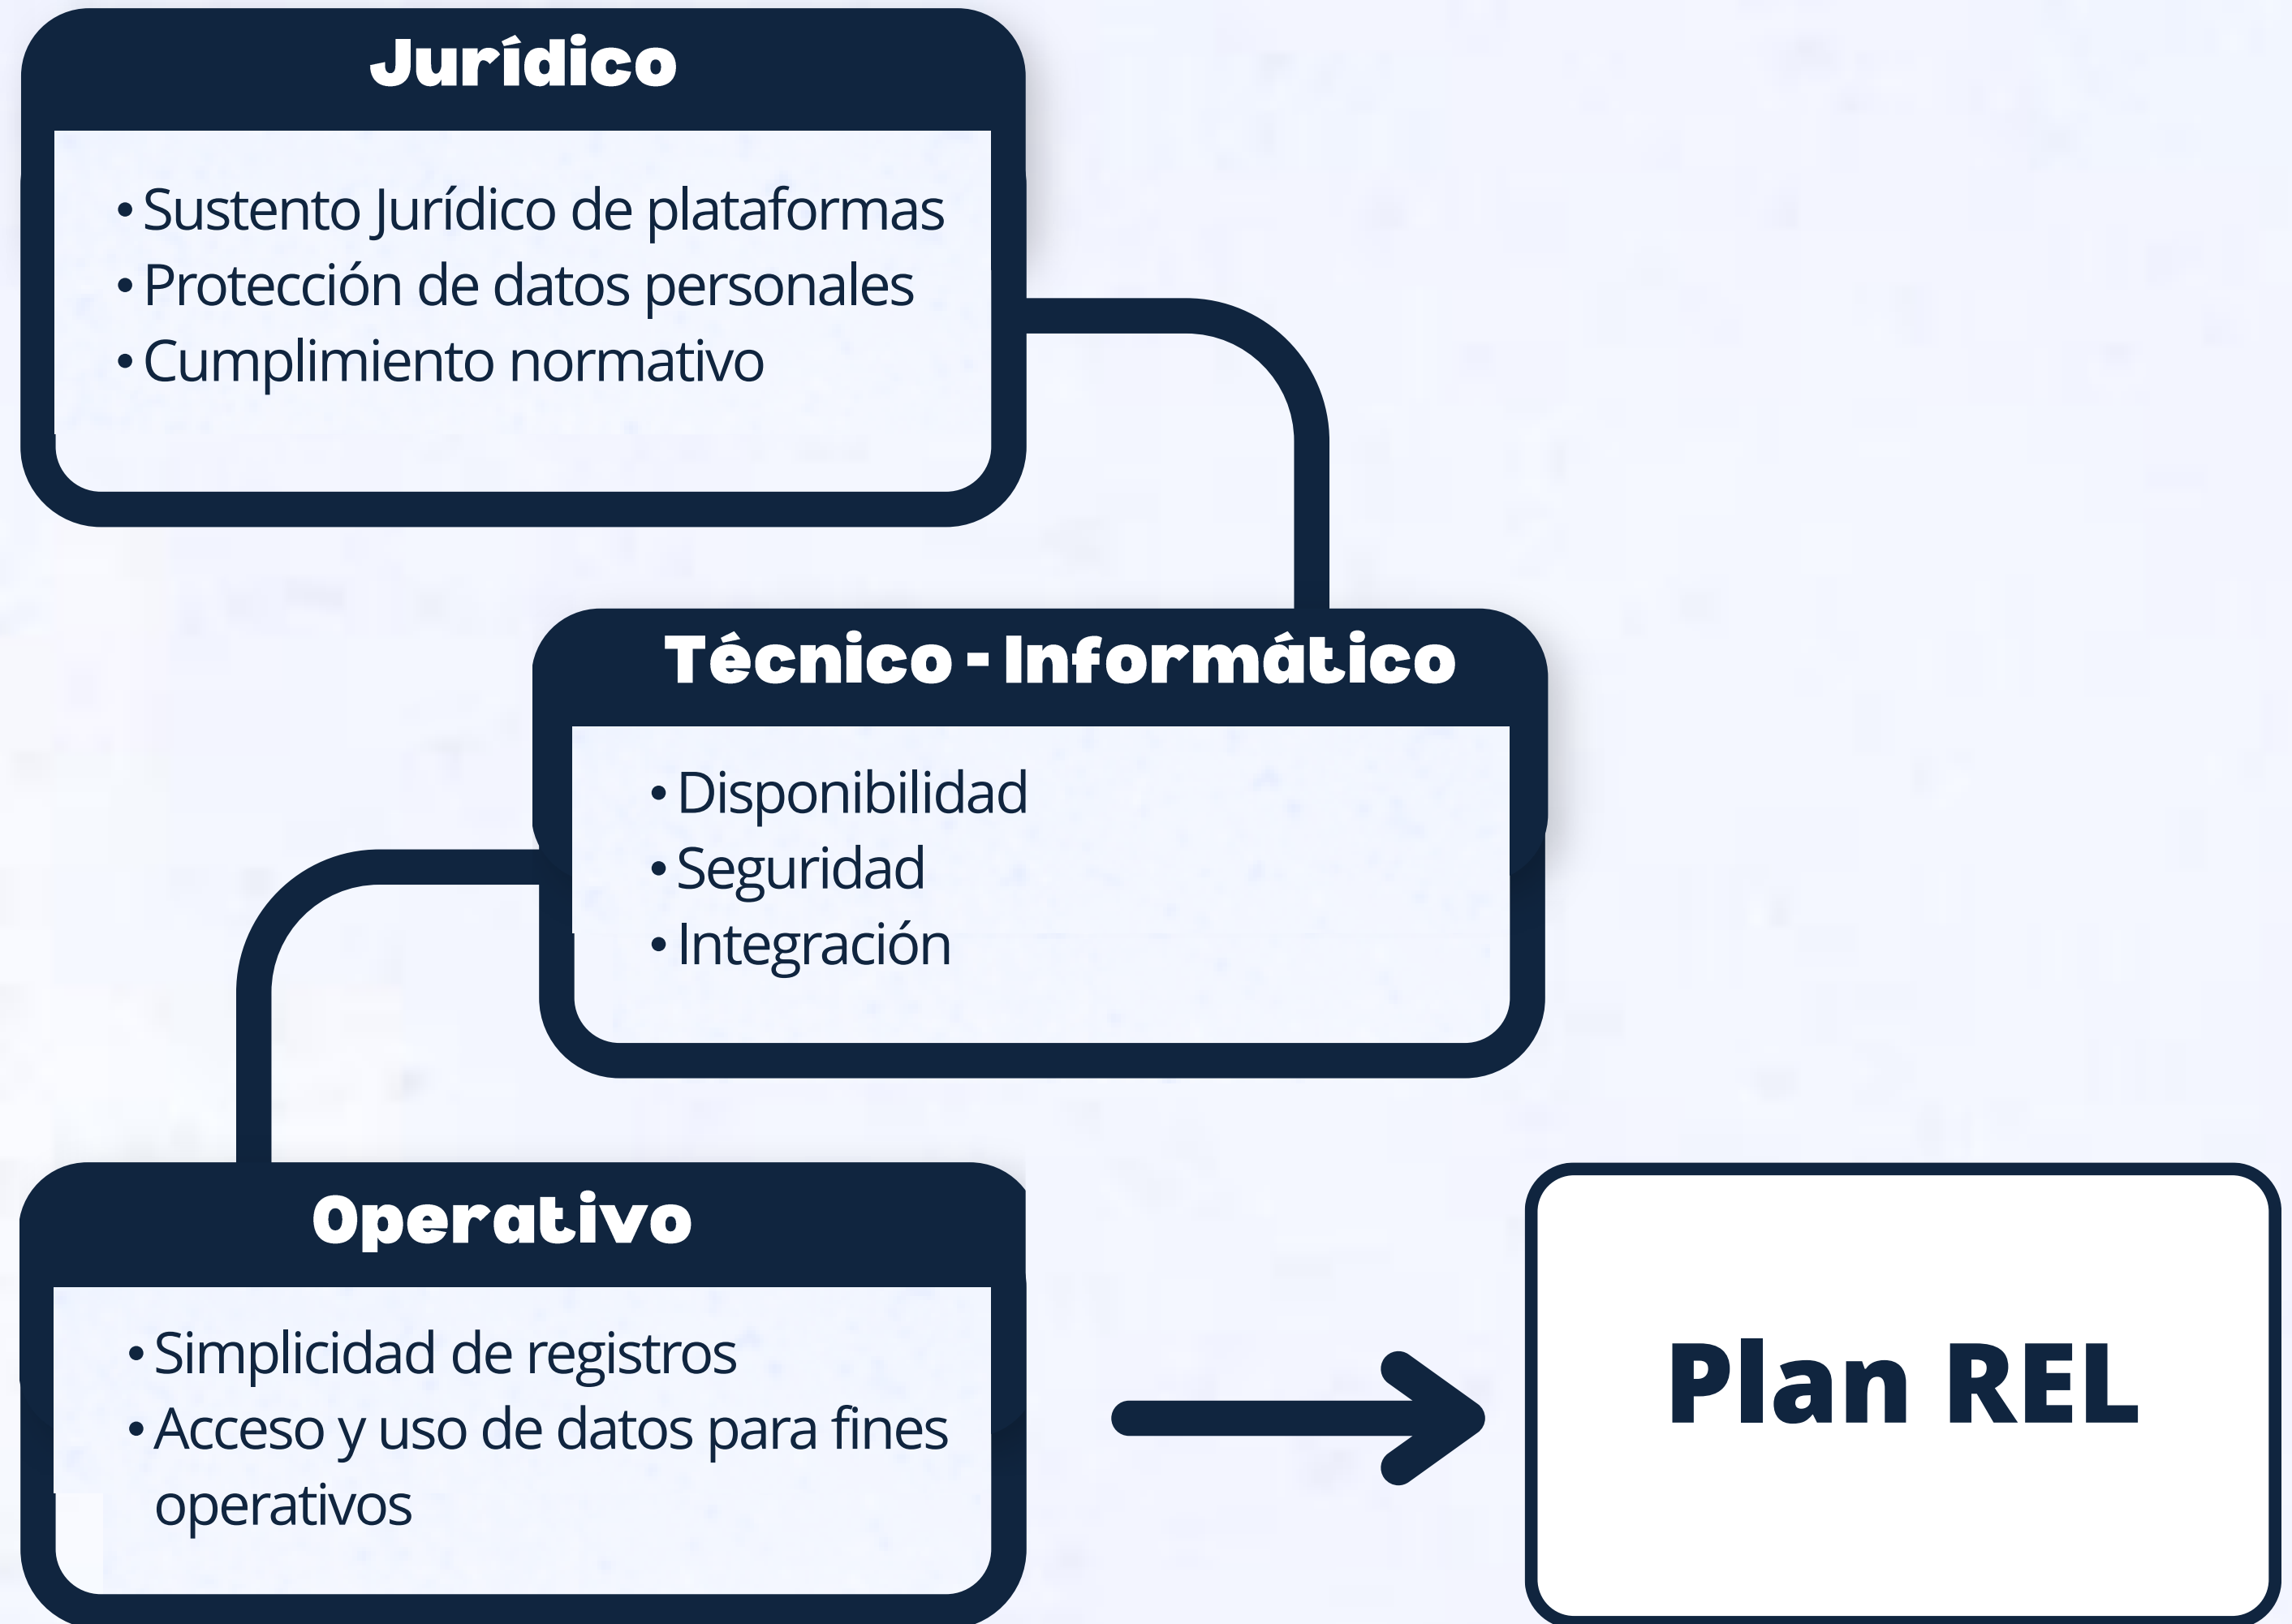 Jurídico
• Sustento Jurídico de plataformas
• Protección de datos personales
• Cumplimiento normativo
Técnico - Informático
• Disponibilidad
• Seguridad
• Integración
Operativo
• Simplicidad de registros
• Acceso y uso de datos para fines
operativos
Plan REL